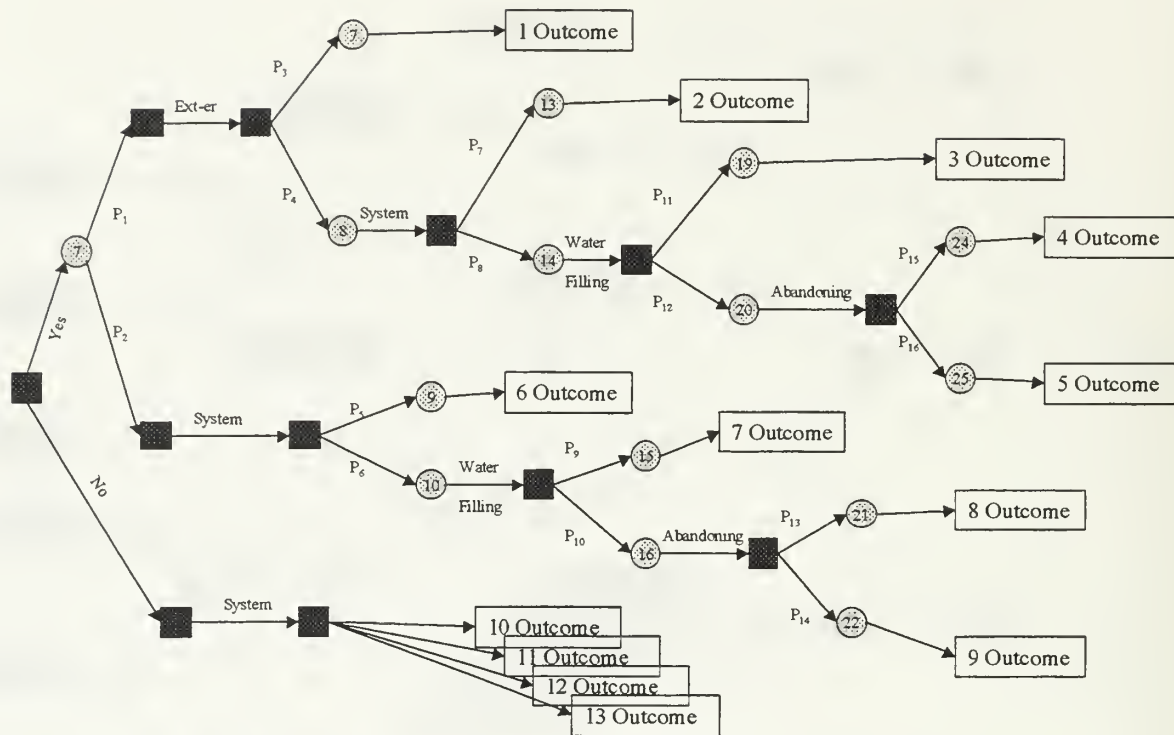 7
1 Outcome
P3
Ext-er
13
2 Outcome
P7
19
3 Outcome
P11
P4
8
System
P1
24
4 Outcome
P15
Water
Filling
14
P8
7
P12
20
Abandoning
P16
25
5 Outcome
Yes
P2
9
6 Outcome
P5
System
7 Outcome
P9
15
P6
10
Water
Filling
No
P10
16
Abandoning
P13
21
8 Outcome
P14
22
9 Outcome
System
10 Outcome
11 Outcome
12 Outcome
13 Outcome